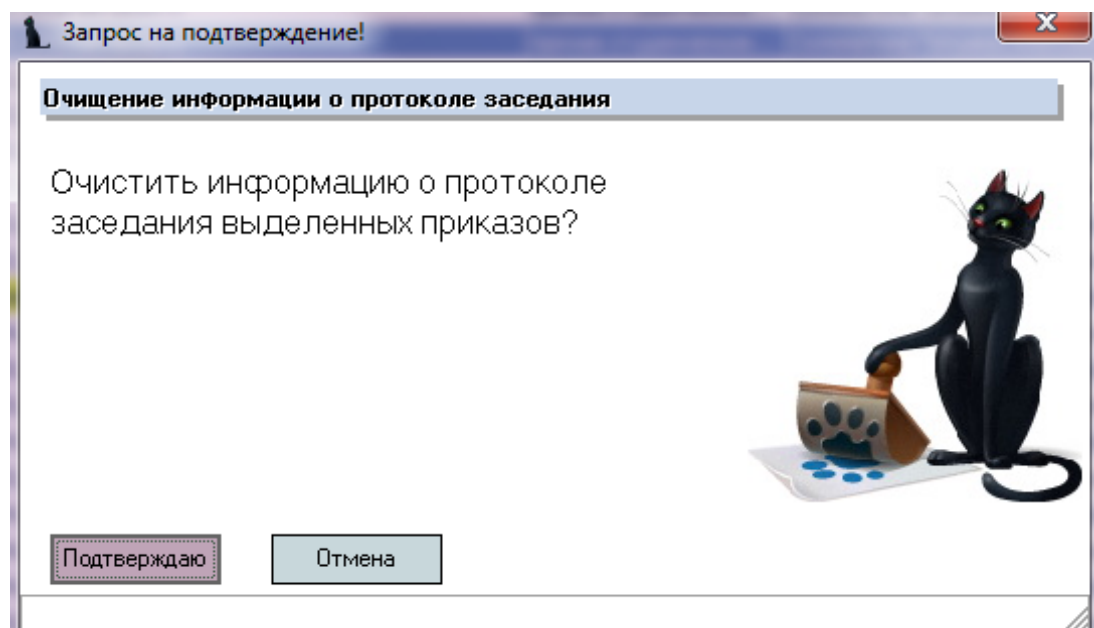 Запрос на подтверждение!
Очищение информации о протоколе заседания
Очистить информацию о протоколе
заседания выделенных приказов?
Подтверждаю
Отмена